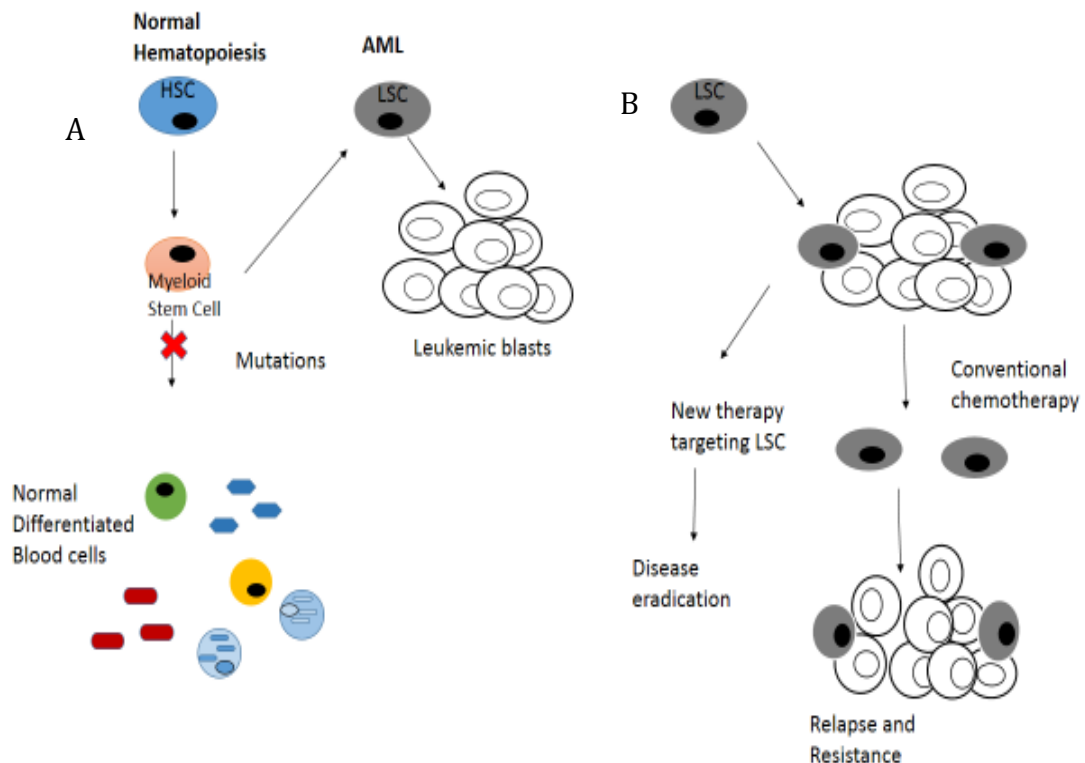 Normal
Hematopoiesis
HSC
A
Myeloid
Stem Cell
Mutations
Normal
Differentiated
Blood cells
AML
LSC
Leukemic blasts
B
LSC
New therapy
targeting LSC
Disease
eradication
Conventional
chemotherapy
Relapse and
Resistance